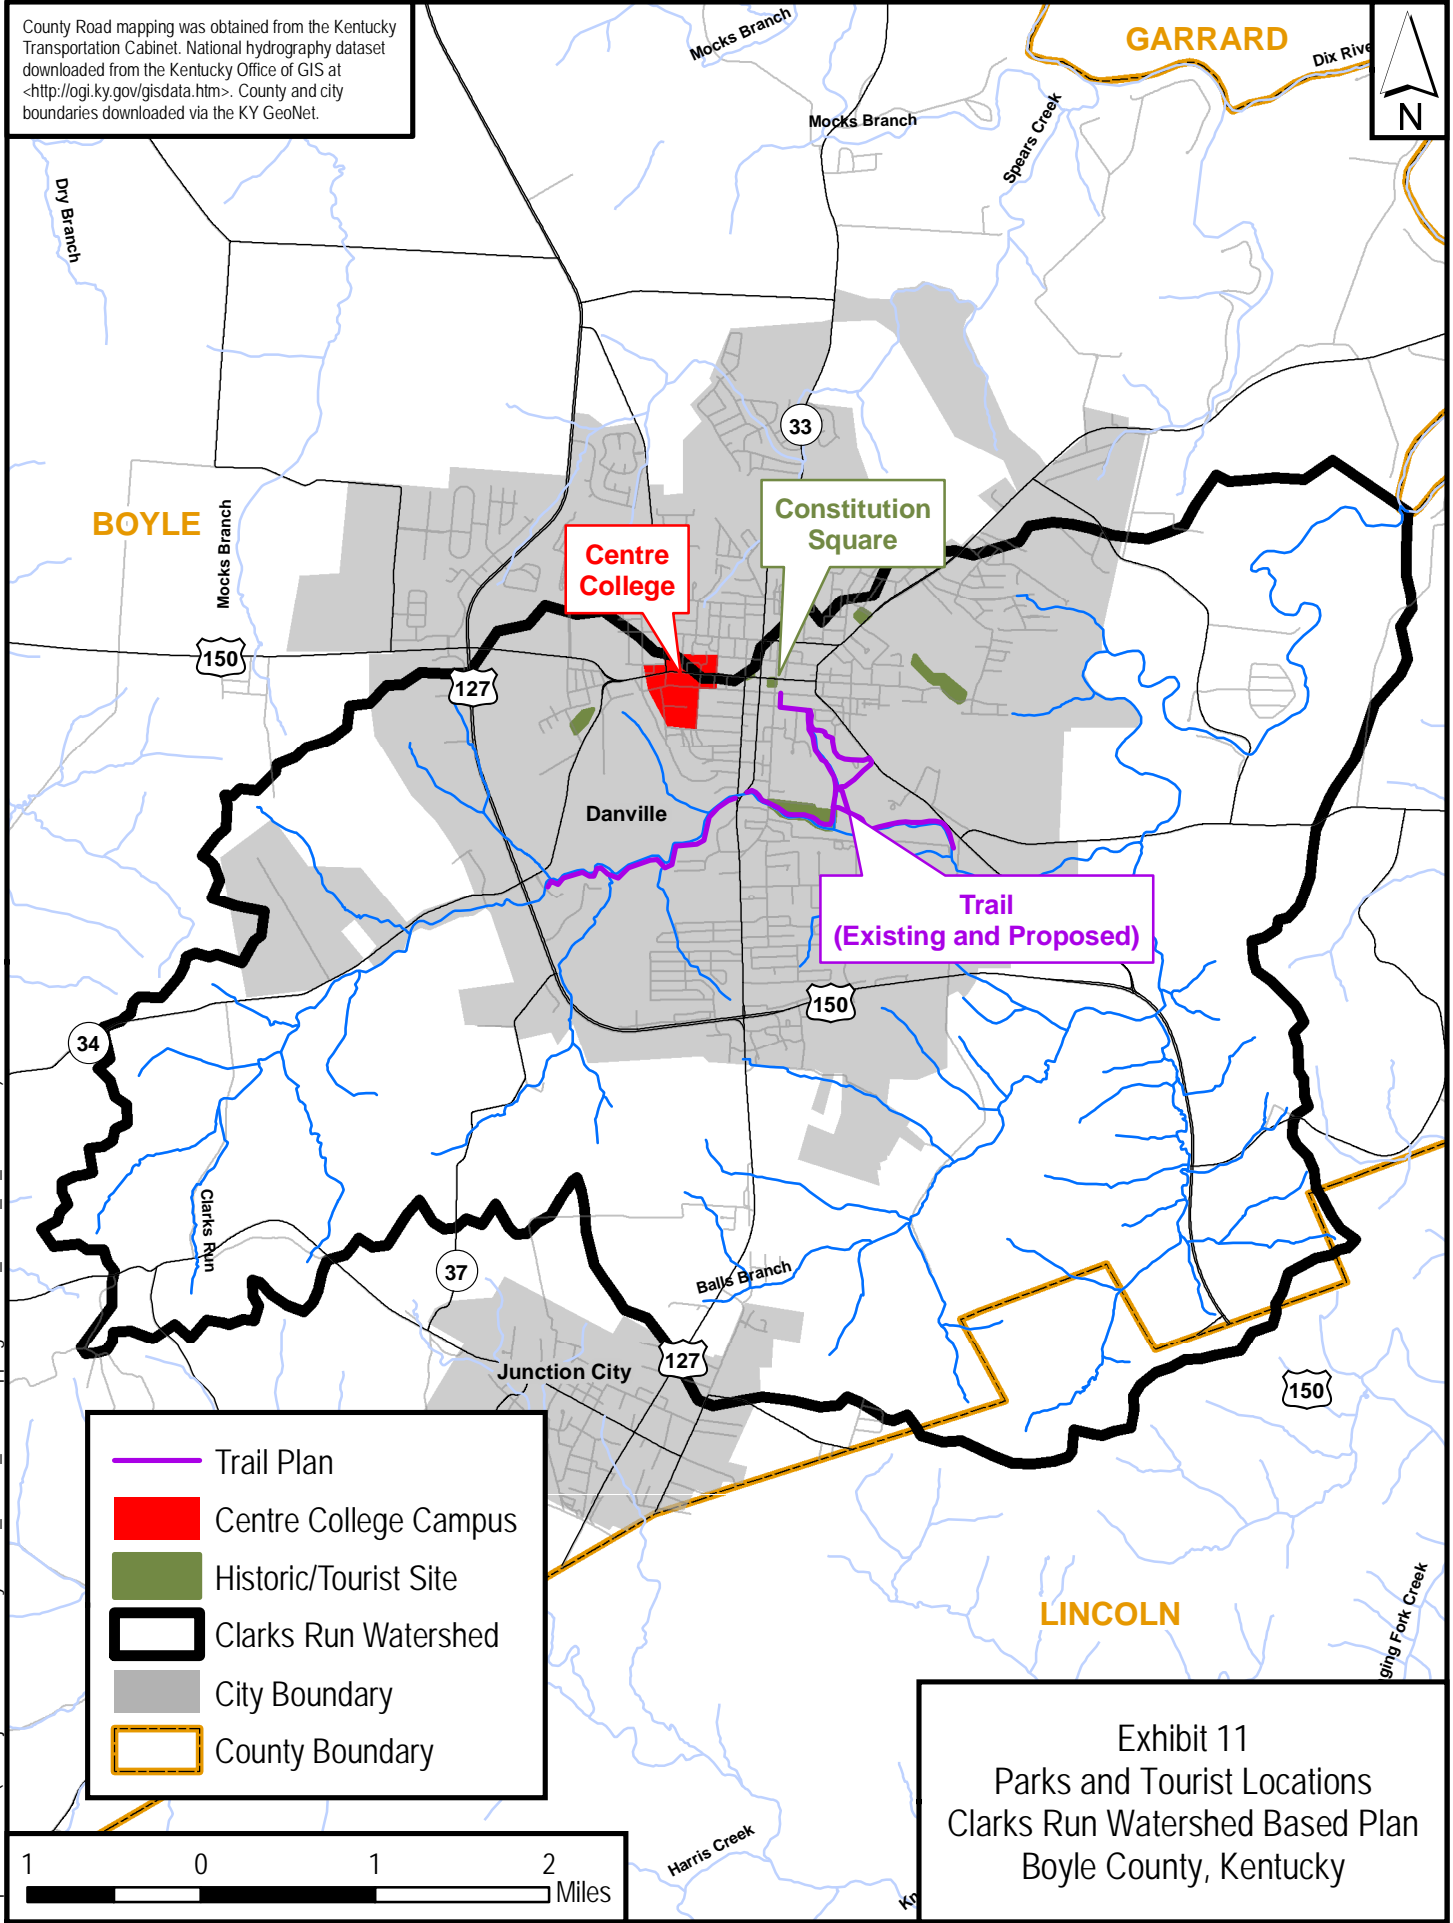 County Road mapping was obtained from the Kentucky
Transportation Cabinet. National hydrography dataset
downloaded from the Kentucky Office of GIS at
<http://ogi.ky.gov/gisdata.htm>. County and city
boundaries downloaded via the KY GeoNet.
Mocks Branch
GARRARD
Dix Rive
N
Mocks Branch
Spears Creek
Dry Branch
33
Constitution
Square
BOYLE
Mocks Branch
Centre
College
150
127
Danville
Trail
(Existing and Proposed)
150
34
Clarks Run
37
Balls Branch
127
Junction City
150
Trail Plan
Centre College Campus
Historic/Tourist Site
Clarks Run Watershed
City Boundary
County Boundary
LINCOLN
ging Fork Creek
Exhibit 11
Parks and Tourist Locations
Clarks Run Watershed Based Plan
Boyle County, Kentucky
Harris Creek
Kn
1 0 1 2
Miles